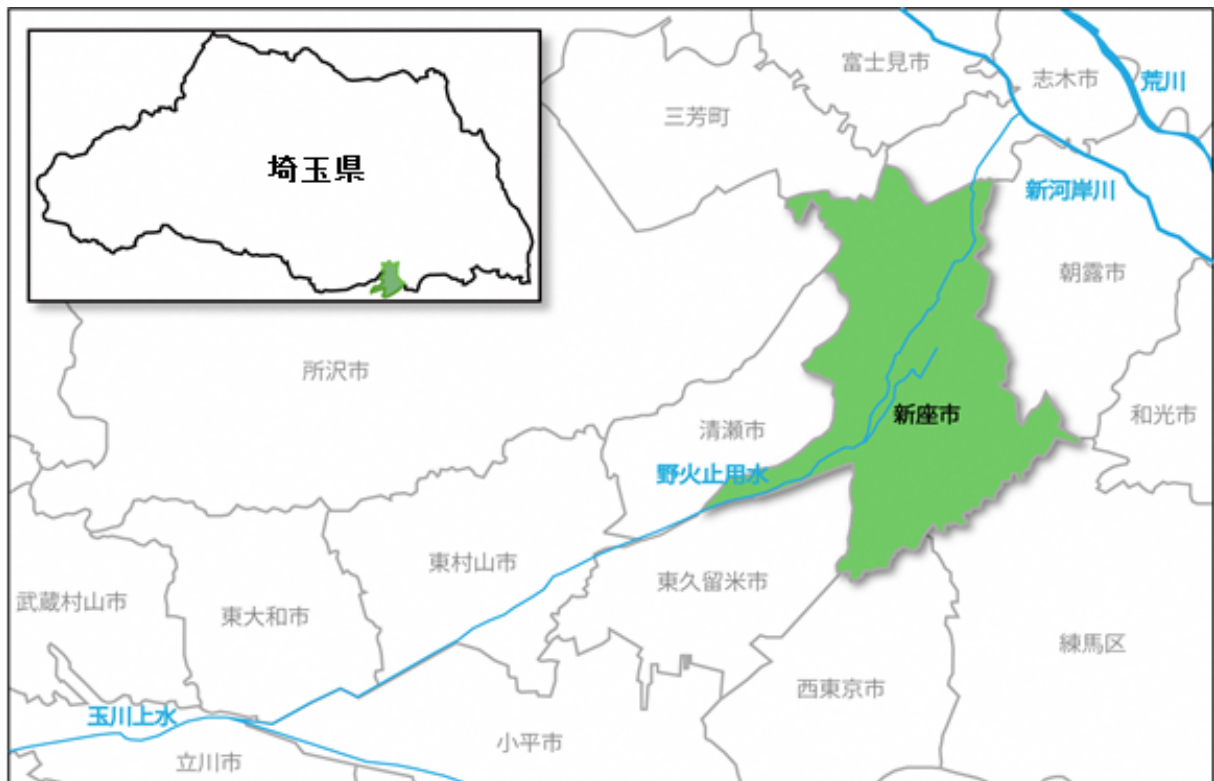 富士見市
志木市
荒川
三芳町
埼玉県
新河岸川
朝露市
所沢市
和光市
新座市
清瀬市
野火止用水
東村山市
東久留米市
武蔵村山市
東大和市
練馬区
西東京市
玉川上水
小平市
立川市